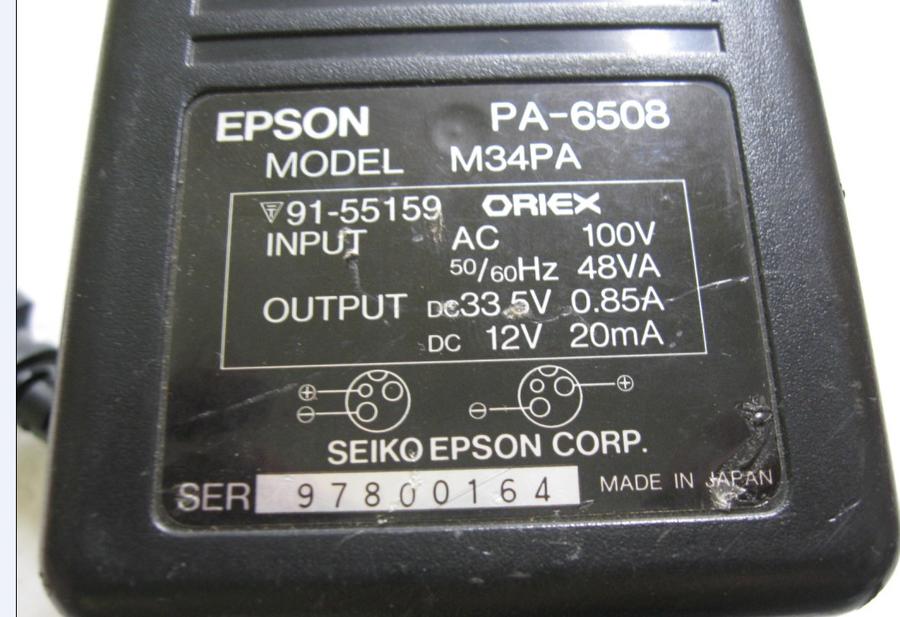 EPSON PA-6508
MODEL M34PA
91-55159 ORIEX
INPUT AC 100V
50/60Hz 48VA
OUTPUT DC33.5V 0.85A
DC 12V 20mA
⊕ ⊖ ⊖ ⊕
SEIKO EPSON CORP.
SER 97800164 MADE IN JAPAN